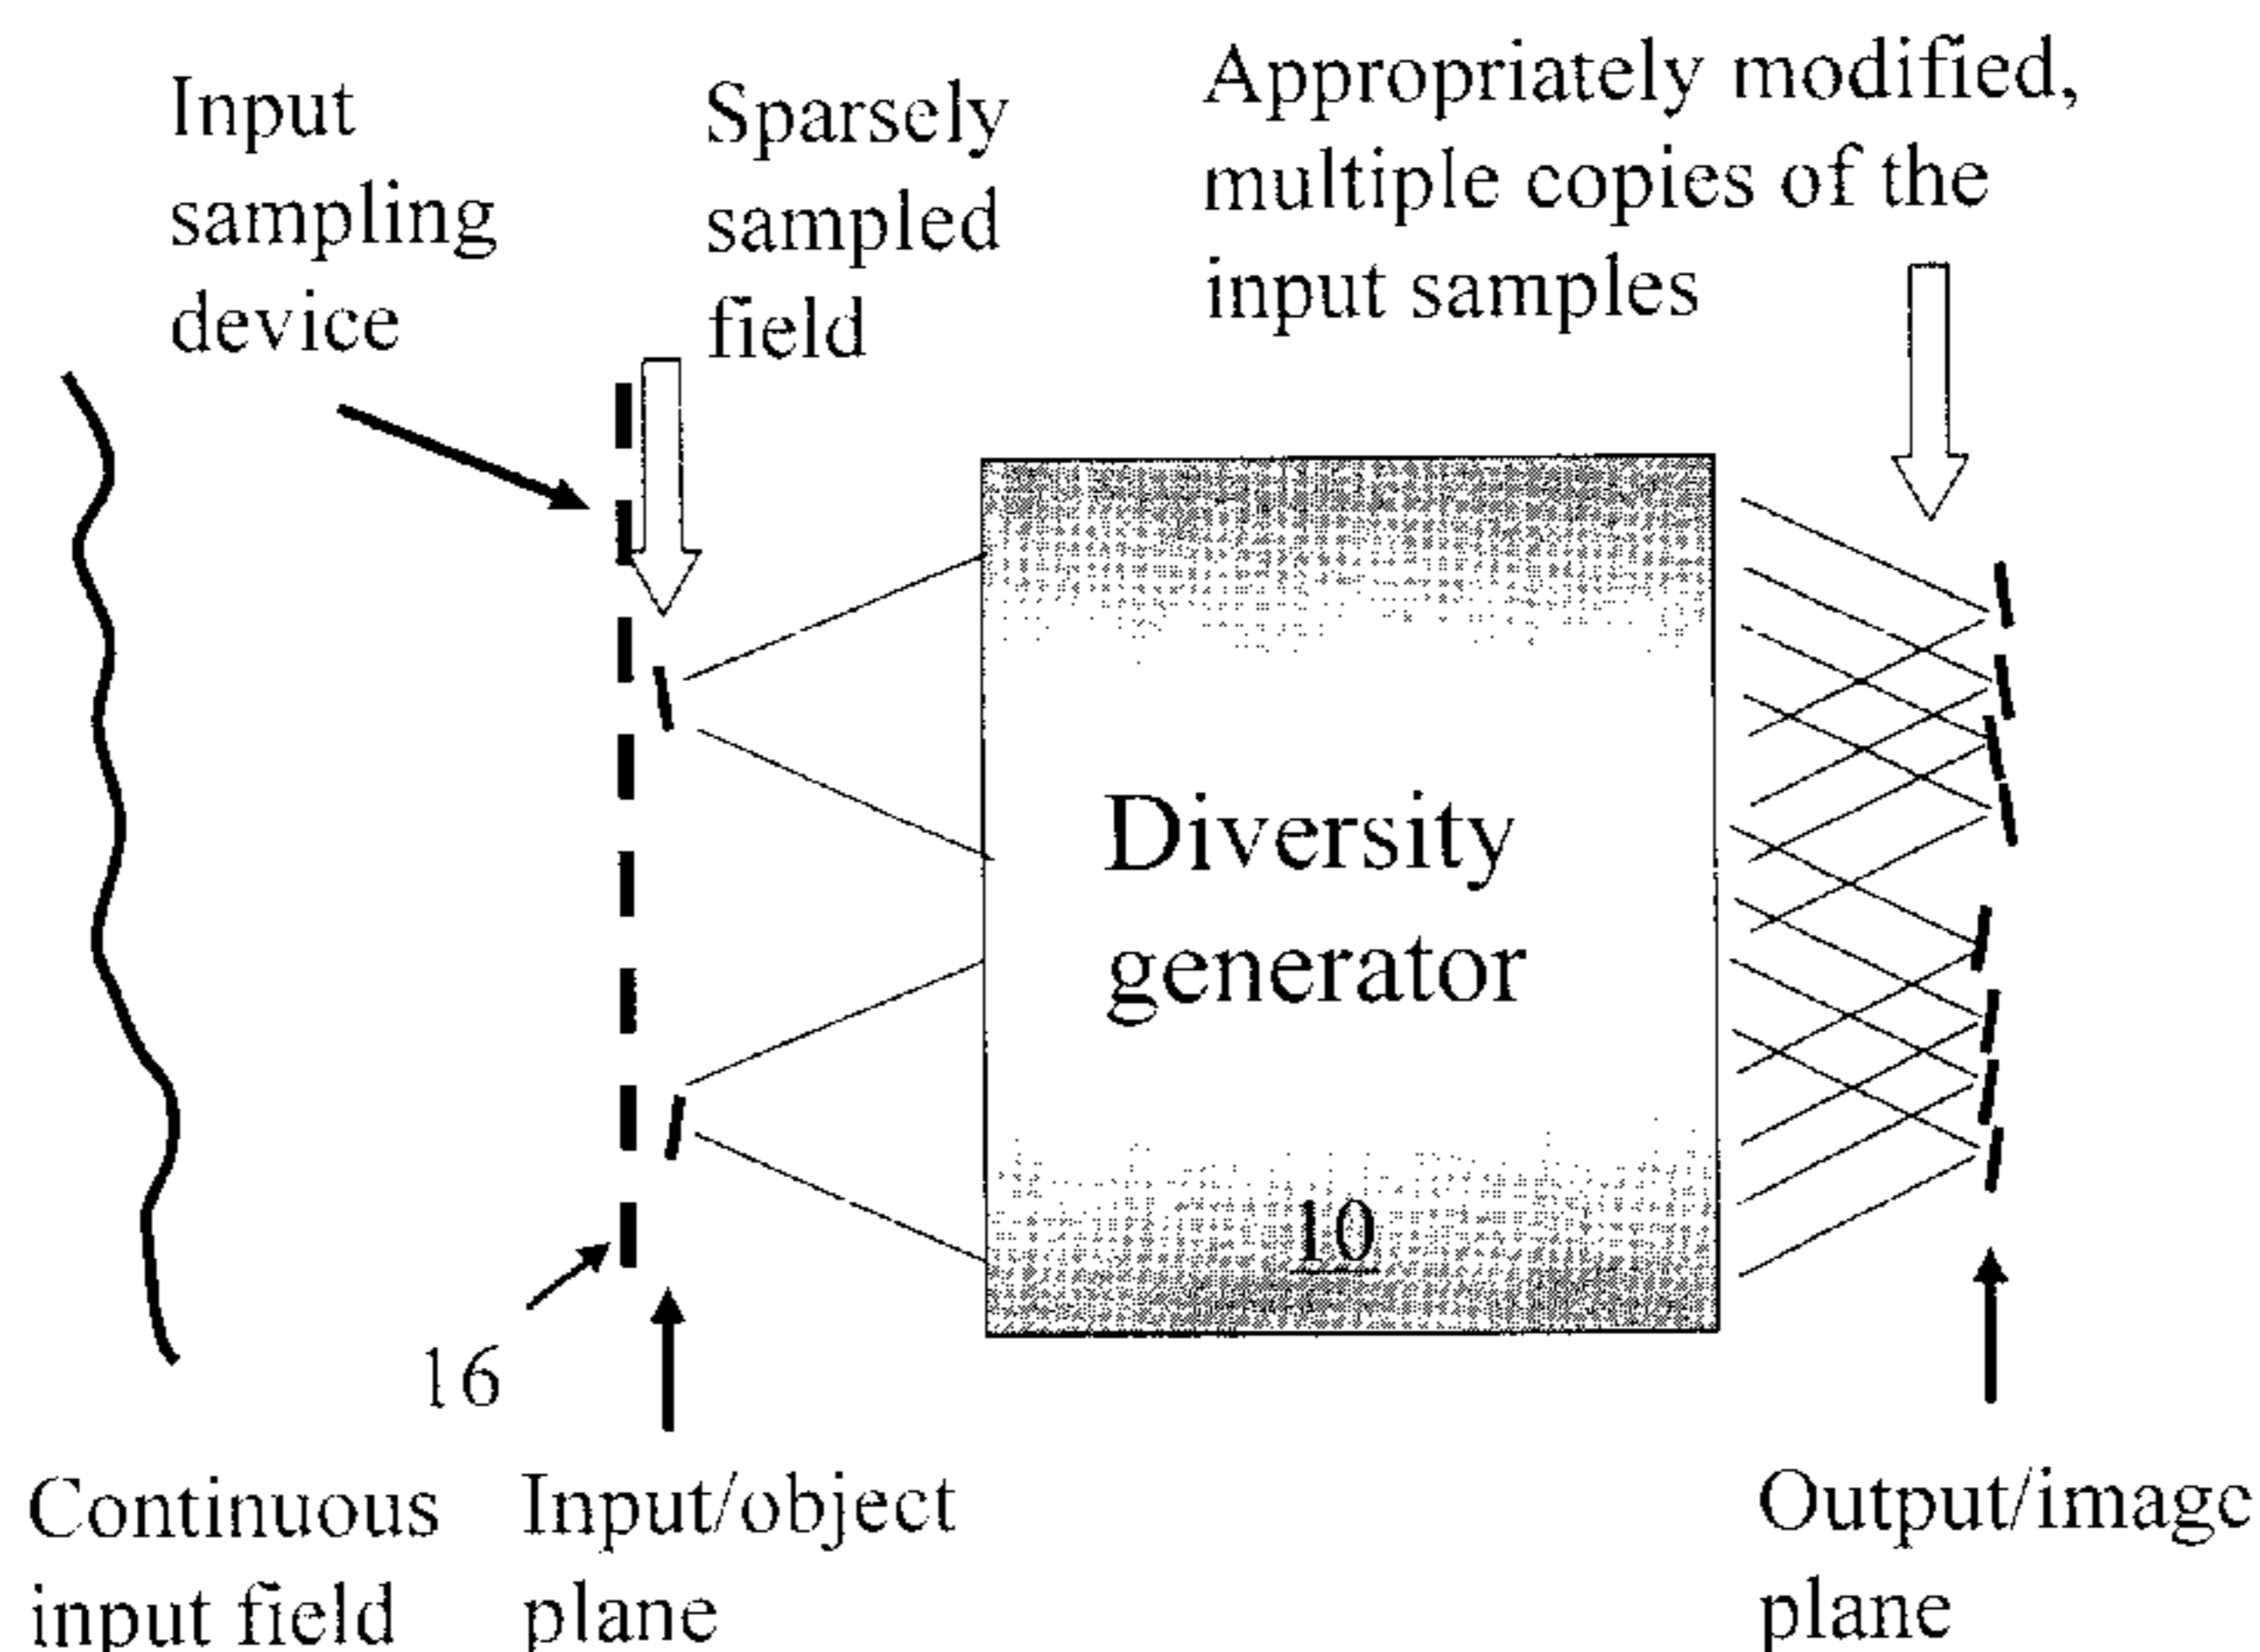 Input
sampling
device
Sparsely
sampled
field
Appropriately modified,
multiple copies of the
input samples
Diversity
generator
10
16
Continuous
input field
Input/object
plane
Output/image
plane